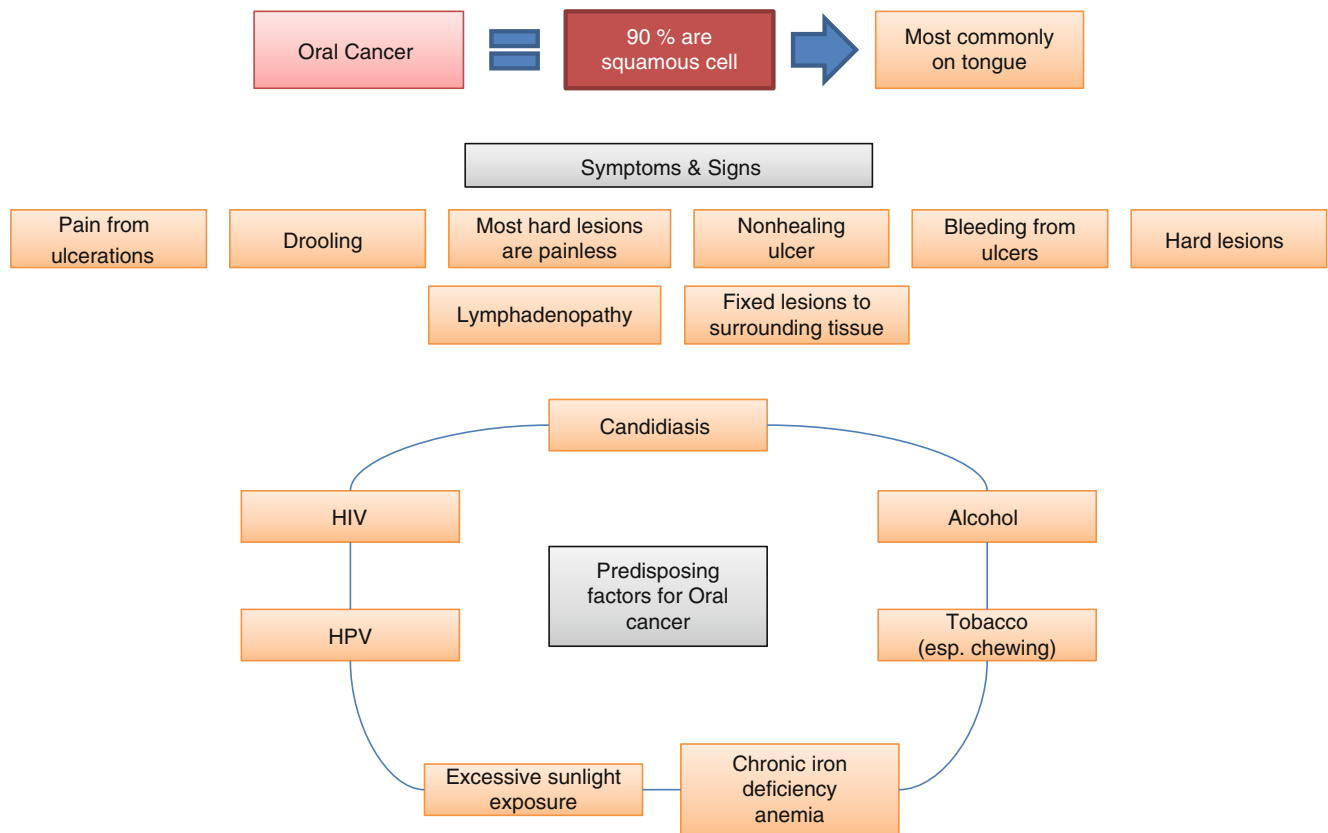 Oral Cancer
90 % are
squamous cell
Most commonly
on tongue
Symptoms & Signs
Pain from
ulcerations
Drooling
Most hard lesions
are painless
Nonhealing
ulcer
Bleeding from
ulcers
Hard lesions
Lymphadenopathy
Fixed lesions to
surrounding tissue
Candidiasis
HIV
Alcohol
Predisposing
factors for Oral
cancer
HPV
Tobacco
(esp. chewing)
Excessive sunlight
exposure
Chronic iron
deficiency
anemia